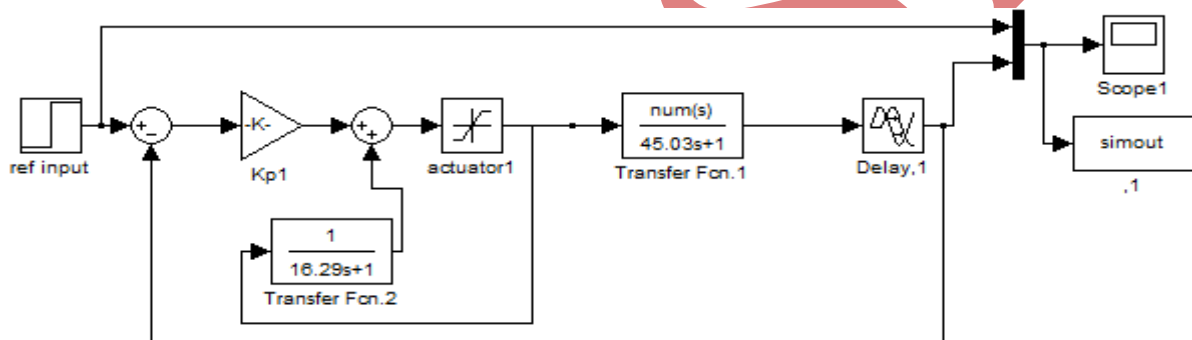 ref input
+
−
-K-
Kp1
+
+
actuator1
num(s)
45.03s+1
Transfer Fcn.1
Delay,1
Scope1
simout
,1
1
16.29s+1
Transfer Fcn.2